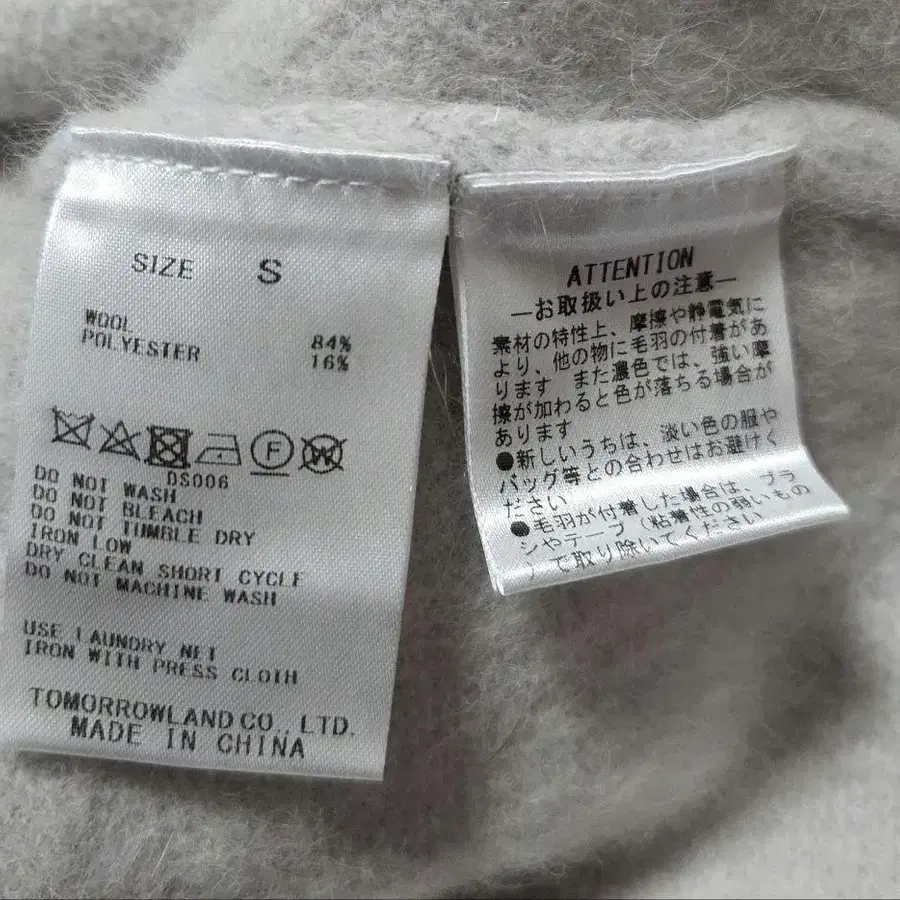 SIZE S
WOOL 84%
POLYESTER 16%
F W
DS006
DO NOT WASH
DO NOT BLEACH
DO NOT TUMBLE DRY
IRON LOW
DRY CLEAN SHORT CYCLE
DO NOT MACHINE WASH
USE LAUNDRY NET
IRON WITH PRESS CLOTH
TOMORROWLAND CO., LTD.
MADE IN CHINA
ATTENTION
—お取扱い上の注意—
素材の特性上、摩擦や静電気に
より、他の物に毛羽の付着があ
ります また濃色では、強い摩
擦が加わると色が落ちる場合が
あります
●新しいうちは、淡い色の服や
バッグ等との合わせはお避けく
ださい
●毛羽が付着した場合は、ブラ
シやテープ（粘着性の弱いもの
）で取り除いてください